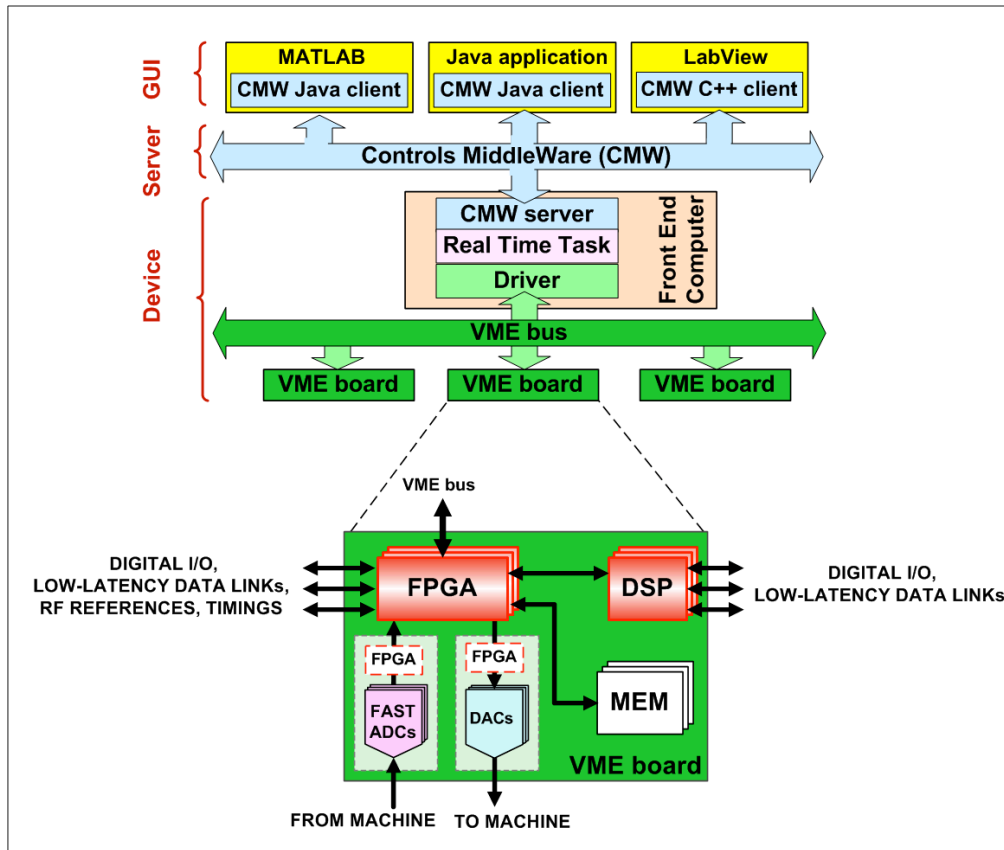 GUI
MATLAB
CMW Java client
Java application
CMW Java client
LabView
CMW C++ client
Server
Controls MiddleWare (CMW)
Device
CMW server
Real Time Task
Driver
Front End
Computer
VME bus
VME board
VME board
VME board
VME bus
DIGITAL I/O,
LOW-LATENCY DATA LINKs,
RF REFERENCES, TIMINGS
FPGA
DSP
DIGITAL I/O,
LOW-LATENCY DATA LINKs
FPGA
FAST
ADCs
FPGA
DACs
MEM
VME board
FROM MACHINE
TO MACHINE